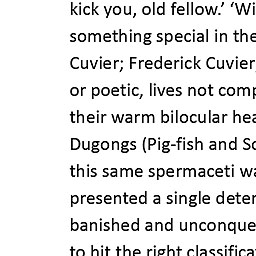 kick you, old fellow.’ ‘Wi
something special in the
Cuvier; Frederick Cuvier,
or poetic, lives not comp
their warm bilocular hea
Dugongs (Pig-fish and So
this same spermaceti wa
presented a single deter
banished and unconque
to hit the right classifica